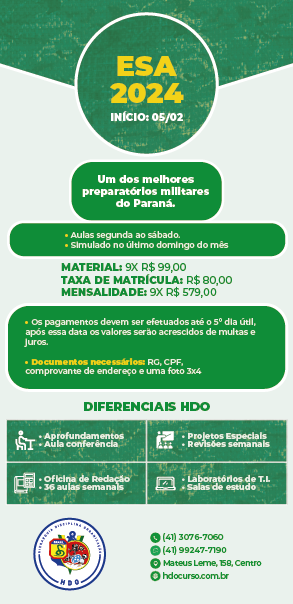 ESA
2024
INÍCIO: 05/02
Um dos melhores
preparatórios militares
do Paraná.
• Aulas segunda ao sábado.
• Simulado no último domingo do mês
MATERIAL: 9X R$ 99,00
TAXA DE MATRÍCULA: R$ 80,00
MENSALIDADE: 9X R$ 579,00
• Os pagamentos devem ser efetuados até o 5º dia útil,
após essa data os valores serão acrescidos de multas e
juros.
• Documentos necessários: RG, CPF,
comprovante de endereço e uma foto 3x4
DIFERENCIAIS HDO
• Aprofundamentos
• Aula conferência
• Projetos Especiais
• Revisões semanais
• Oficina de Redação
• 36 aulas semanais
• Laboratórios de T.I.
• Salas de estudo
HDO
(41) 3076-7060
(41) 99247-7190
Mateus Leme, 158, Centro
hdocurso.com.br